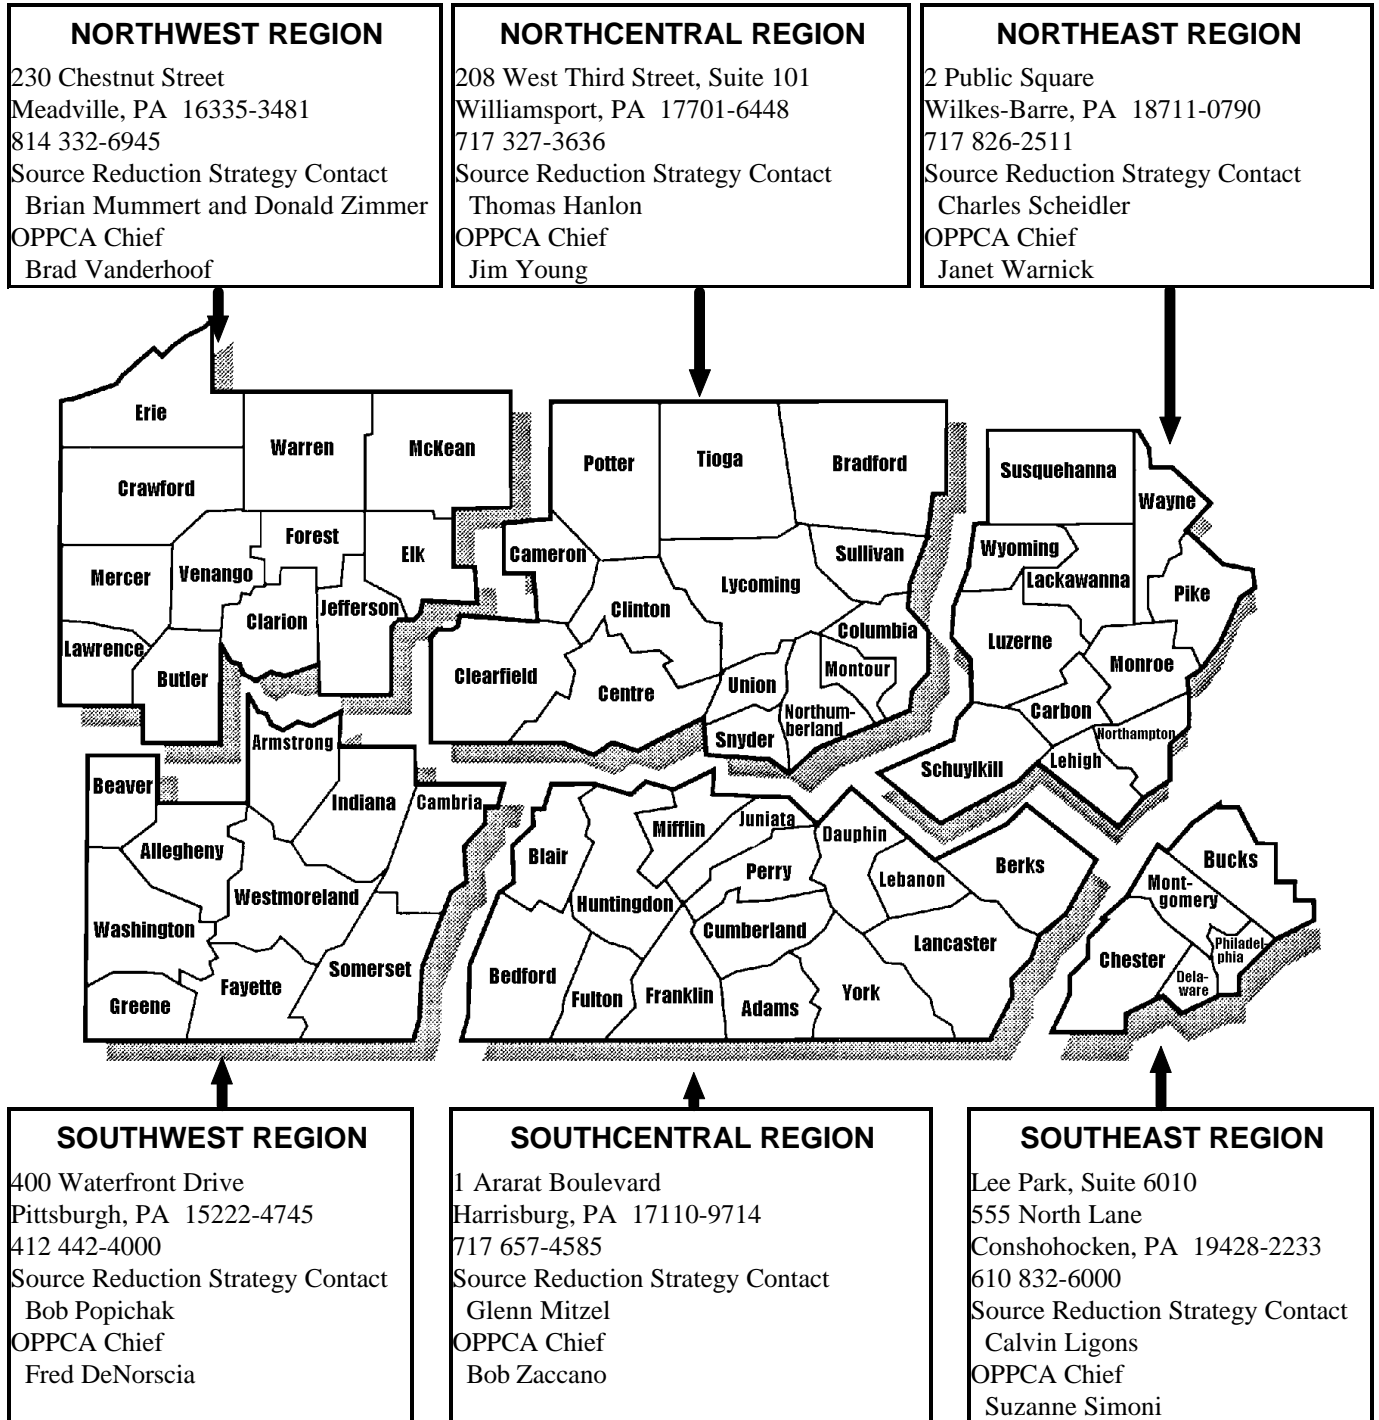 NORTHWEST REGION
230 Chestnut Street
Meadville, PA 16335-3481
814 332-6945
Source Reduction Strategy Contact
Brian Mummert and Donald Zimmer
OPPCA Chief
Brad Vanderhoof
NORTHCENTRAL REGION
208 West Third Street, Suite 101
Williamsport, PA 17701-6448
717 327-3636
Source Reduction Strategy Contact
Thomas Hanlon
OPPCA Chief
Jim Young
NORTHEAST REGION
2 Public Square
Wilkes-Barre, PA 18711-0790
717 826-2511
Source Reduction Strategy Contact
Charles Scheidler
OPPCA Chief
Janet Warnick
Erie
Warren
McKean
Crawford
Forest
Elk
Mercer
Venango
Clarion
Jefferson
Lawrence
Butler
Potter
Tioga
Bradford
Cameron
Sullivan
Lycoming
Clinton
Columbia
Clearfield
Centre
Union
Montour
Northum-
berland
Snyder
Susquehanna
Wayne
Wyoming
Lackawanna
Pike
Luzerne
Monroe
Carbon
Northampton
Lehigh
Schuylkill
Armstrong
Beaver
Indiana
Cambria
Allegheny
Westmoreland
Washington
Somerset
Fayette
Greene
Mifflin
Juniata
Dauphin
Blair
Perry
Lebanon
Berks
Huntingdon
Cumberland
Lancaster
Bedford
Fulton
Franklin
Adams
York
Bucks
Mont-
gomery
Philadel-
phia
Chester
Dela-
ware
SOUTHWEST REGION
400 Waterfront Drive
Pittsburgh, PA 15222-4745
412 442-4000
Source Reduction Strategy Contact
Bob Popichak
OPPCA Chief
Fred DeNorscia
SOUTHCENTRAL REGION
1 Ararat Boulevard
Harrisburg, PA 17110-9714
717 657-4585
Source Reduction Strategy Contact
Glenn Mitzel
OPPCA Chief
Bob Zaccano
SOUTHEAST REGION
Lee Park, Suite 6010
555 North Lane
Conshohocken, PA 19428-2233
610 832-6000
Source Reduction Strategy Contact
Calvin Ligons
OPPCA Chief
Suzanne Simoni